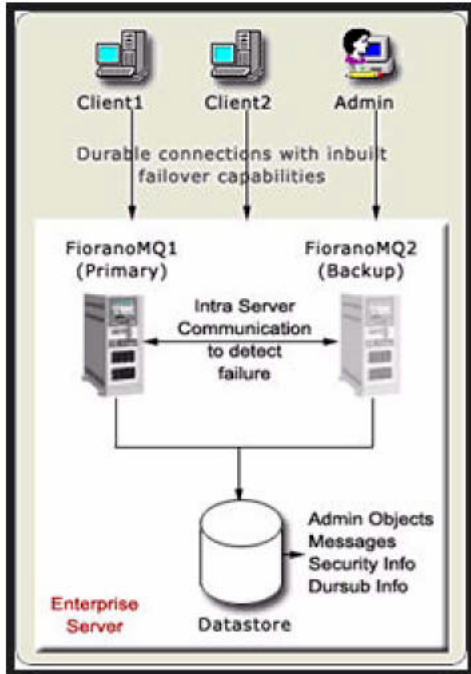 Client1
Client2
Admin
Durable connections with inbuilt
failover capabilities
FioranoMQ1
(Primary)
FioranoMQ2
(Backup)
Intra Server
Communication
to detect
failure
Admin Objects
Messages
Security Info
Dursub Info
Enterprise
Server
Datastore